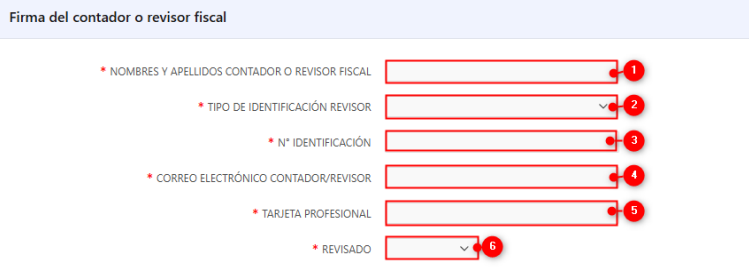 Firma del contador o revisor fiscal
* NOMBRES Y APELLIDOS CONTADOR O REVISOR FISCAL 1
* TIPO DE IDENTIFICACIÓN REVISOR 2
* N° IDENTIFICACIÓN 3
* CORREO ELECTRÓNICO CONTADOR/REVISOR 4
* TARJETA PROFESIONAL 5
* REVISADO 6